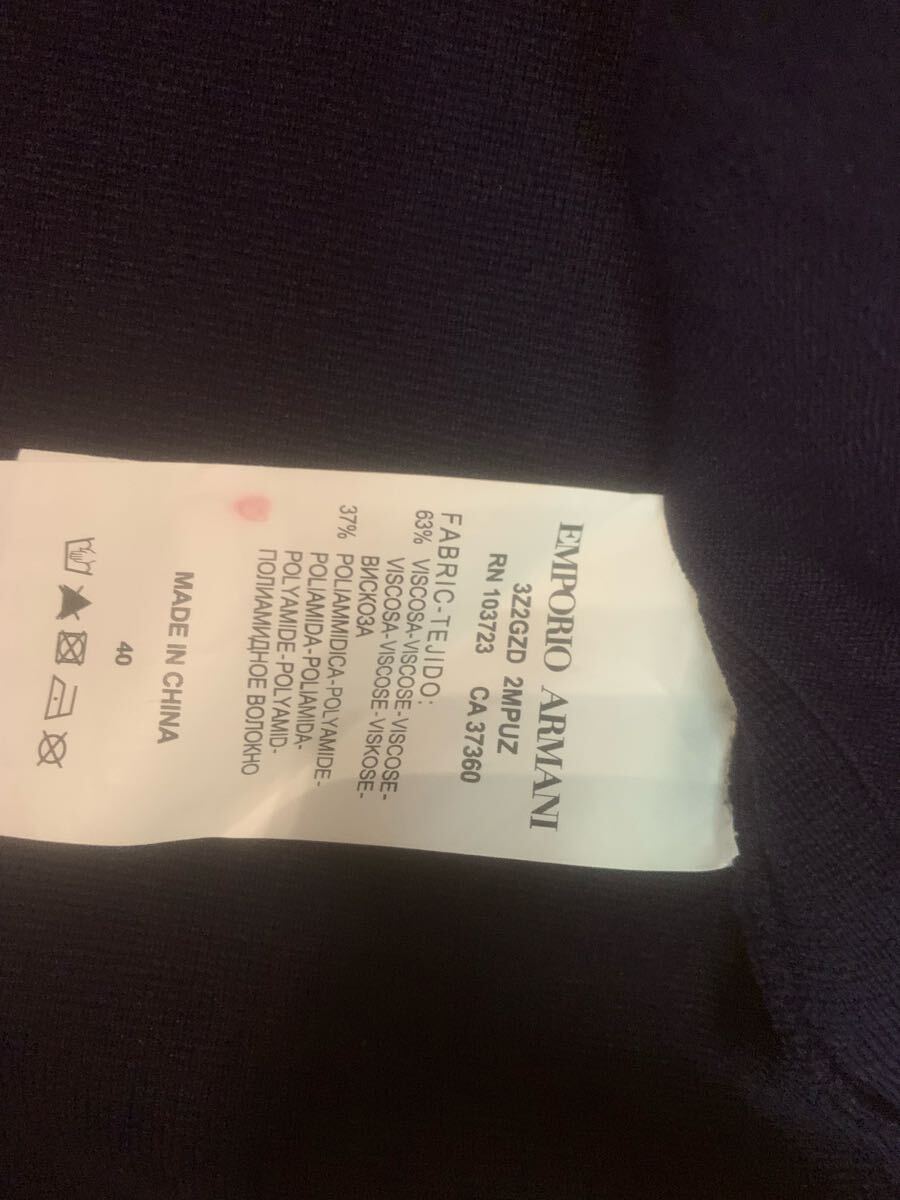 EMPORIO ARMANI
3Z2GZD 2MPUZ
RN 103723 CA 37360
FABRIC-TEJIDO:
63% VISCOSA-VISCOSE-VISCOSE-
VISCOSA-VISCOSE-VISKOSE-
ВИСКОЗА
37% POLIAMMIDICA-POLYAMIDE-
POLIAMIDA-POLIAMIDA-
POLYAMIDE-POLYAMID-
ПОЛИАМИДНОЕ ВОЛОКНО
MADE IN CHINA
40